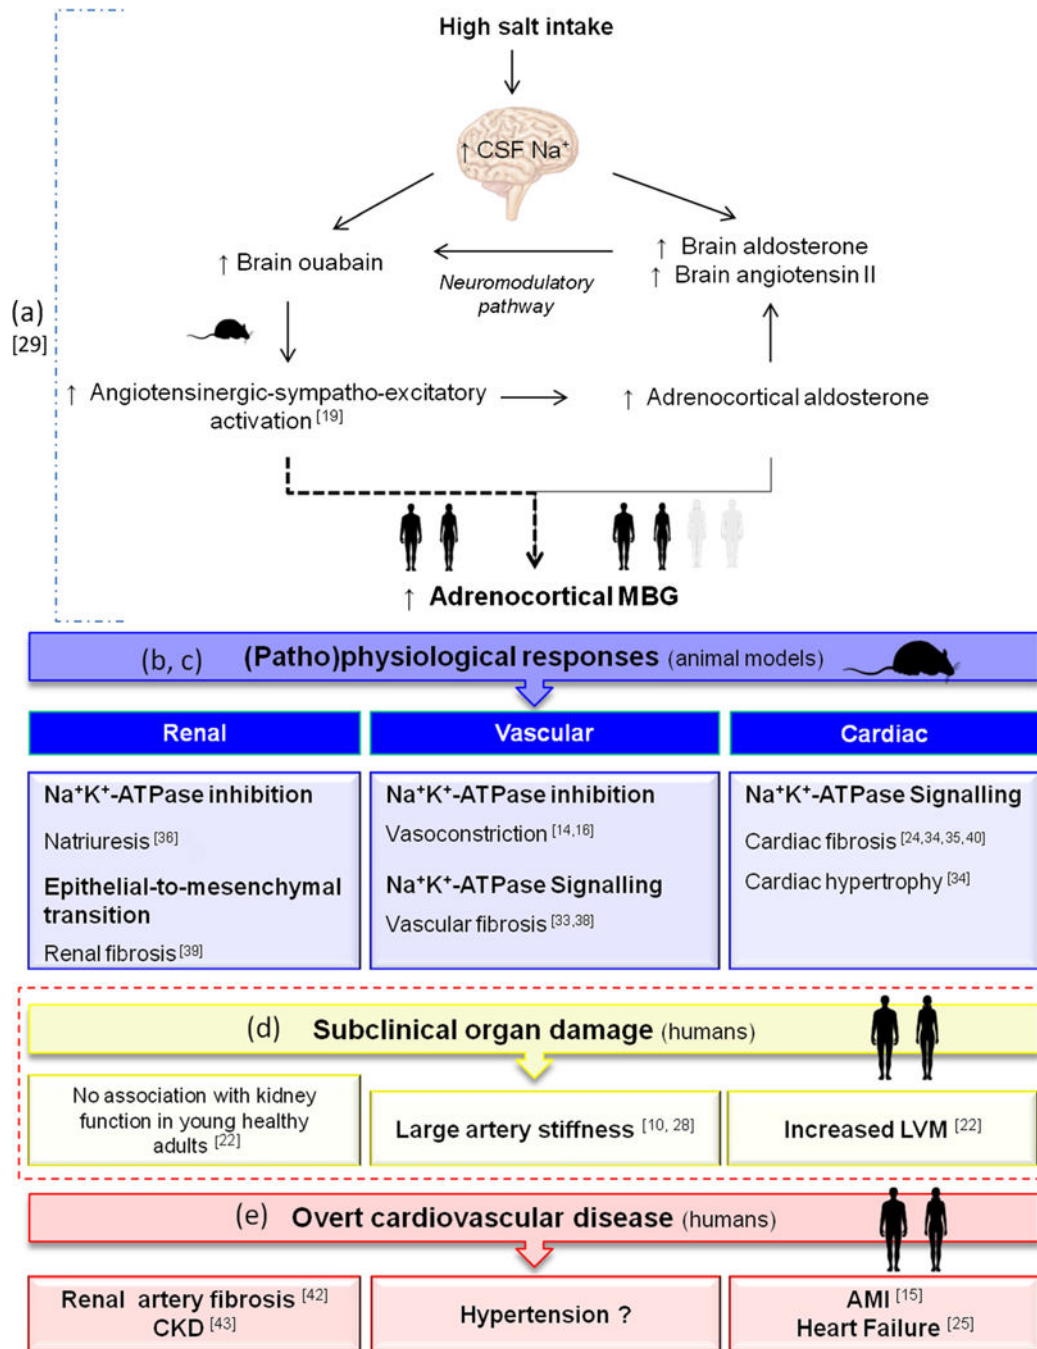 High salt intake
↑ CSF Na⁺
↑ Brain ouabain
↑ Brain aldosterone
↑ Brain angiotensin II
Neuromodulatory
pathway
(a)
[29]
↑ Angiotensinergic-sympatho-excitatory
activation [19]
↑ Adrenocortical aldosterone
↑ Adrenocortical MBG
(b, c) (Patho)physiological responses (animal models)
Renal
Na⁺K⁺-ATPase inhibition
Natriuresis [36]
Epithelial-to-mesenchymal
transition
Renal fibrosis [39]
Vascular
Na⁺K⁺-ATPase inhibition
Vasoconstriction [14,16]
Na⁺K⁺-ATPase Signalling
Vascular fibrosis [33,38]
Cardiac
Na⁺K⁺-ATPase Signalling
Cardiac fibrosis [24,34,35,40]
Cardiac hypertrophy [34]
(d) Subclinical organ damage (humans)
No association with kidney
function in young healthy
adults [22]
Large artery stiffness [10, 28]
Increased LVM [22]
(e) Overt cardiovascular disease (humans)
Renal artery fibrosis [42]
CKD [43]
Hypertension ?
AMI [15]
Heart Failure [25]